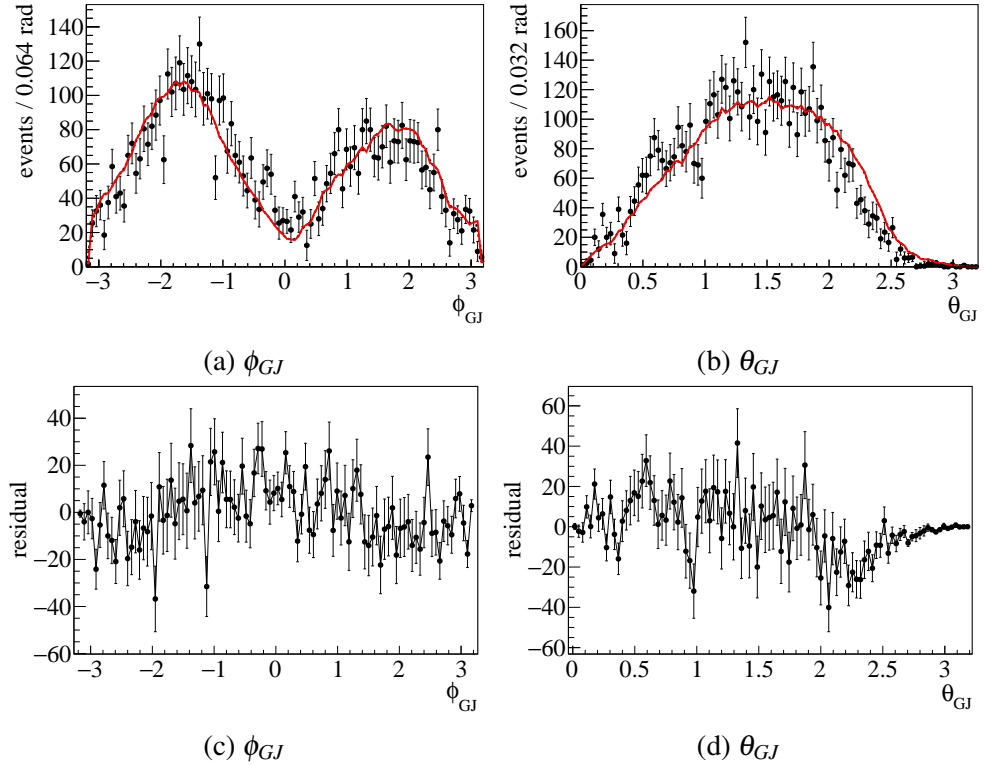 events / 0.064 rad
140
120
100
80
60
40
20
0
−3 −2 −1 0 1 2 3
ϕ_GJ
(a) ϕ_GJ
events / 0.032 rad
160
140
120
100
80
60
40
20
0
0 0.5 1 1.5 2 2.5 3
θ_GJ
(b) θ_GJ
residual
40
20
0
−20
−40
−60
−3 −2 −1 0 1 2 3
ϕ_GJ
(c) ϕ_GJ
residual
60
40
20
0
−20
−40
−60
0 0.5 1 1.5 2 2.5 3
θ_GJ
(d) θ_GJ